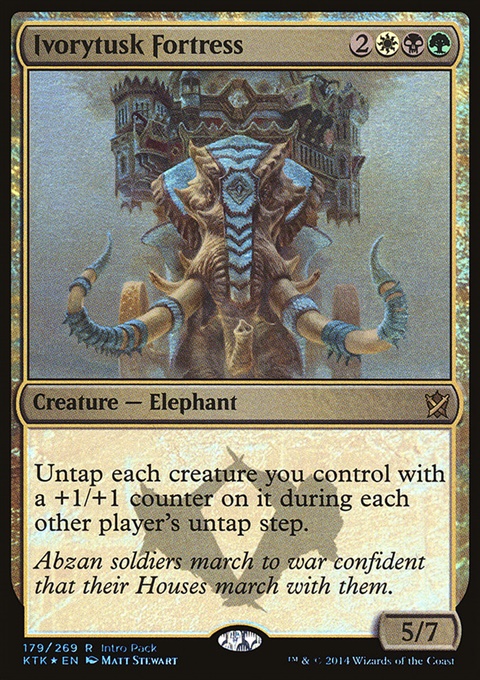 Ivorytusk Fortress 2
Creature — Elephant
Untap each creature you control with
a +1/+1 counter on it during each
other player's untap step.
Abzan soldiers march to war confident
that their Houses march with them.
5/7
179/269 R Intro Pack
KTK★EN Matt Stewart
™ & © 2014 Wizards of the Coast